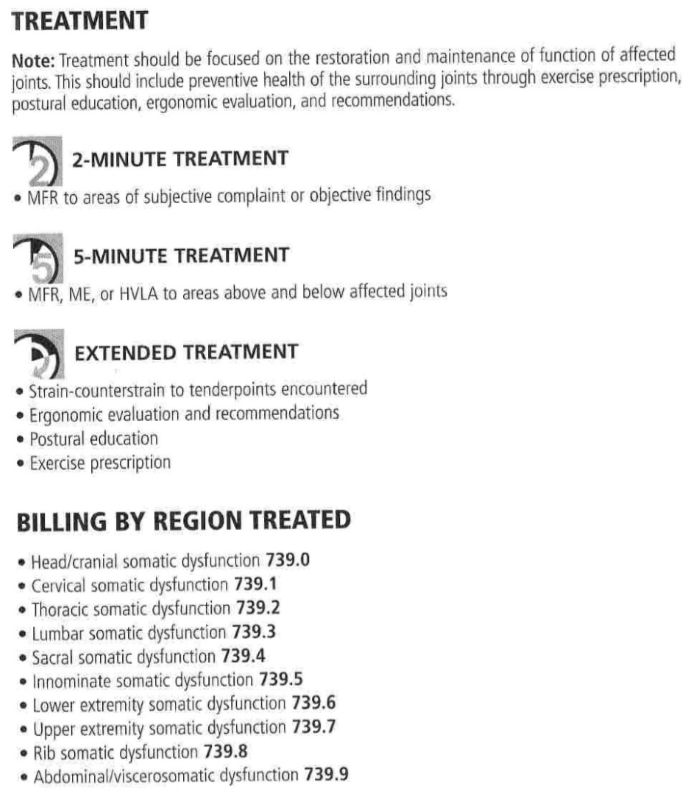 TREATMENT
Note: Treatment should be focused on the restoration and maintenance of function of affected
joints. This should include preventive health of the surrounding joints through exercise prescription,
postural education, ergonomic evaluation, and recommendations.
2
2-MINUTE TREATMENT
• MFR to areas of subjective complaint or objective findings
5
5-MINUTE TREATMENT
• MFR, ME, or HVLA to areas above and below affected joints
EXTENDED TREATMENT
• Strain-counterstrain to tenderpoints encountered
• Ergonomic evaluation and recommendations
• Postural education
• Exercise prescription
BILLING BY REGION TREATED
• Head/cranial somatic dysfunction 739.0
• Cervical somatic dysfunction 739.1
• Thoracic somatic dysfunction 739.2
• Lumbar somatic dysfunction 739.3
• Sacral somatic dysfunction 739.4
• Innominate somatic dysfunction 739.5
• Lower extremity somatic dysfunction 739.6
• Upper extremity somatic dysfunction 739.7
• Rib somatic dysfunction 739.8
• Abdominal/viscerosomatic dysfunction 739.9